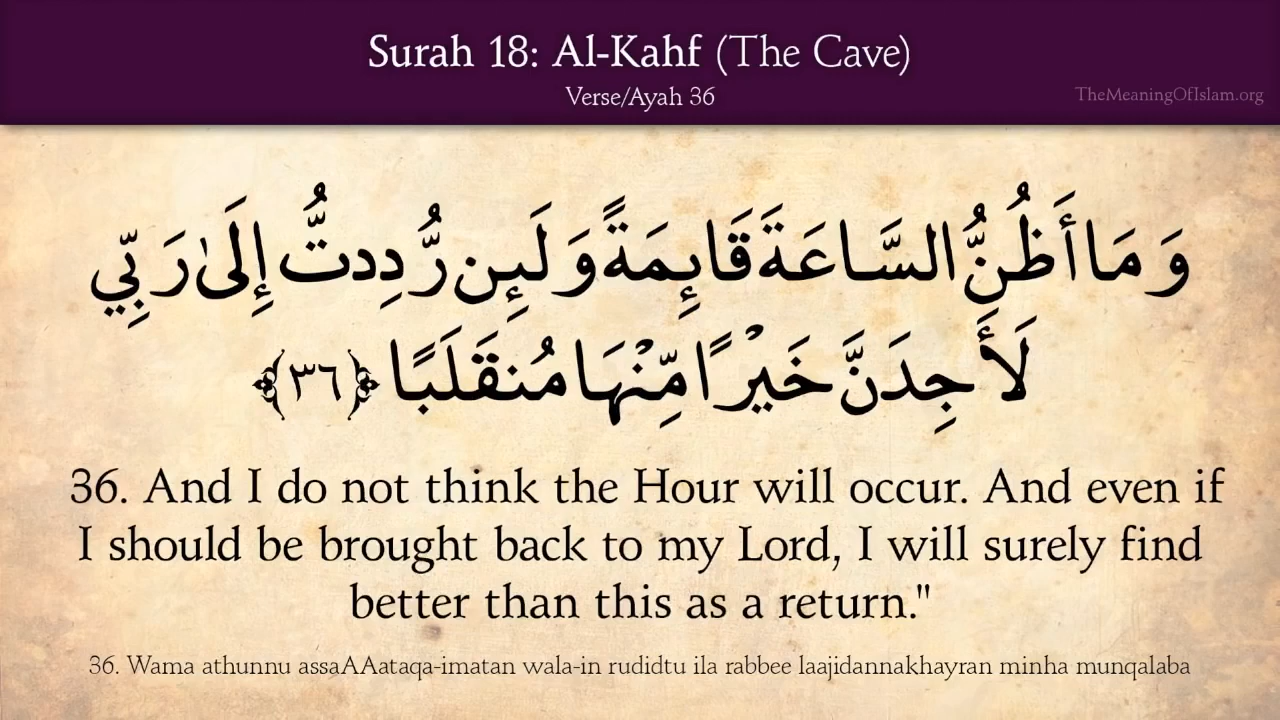 Surah 18: Al-Kahf (The Cave)
Verse/Ayah 36
TheMeaningOfIslam.org
وَمَا أَظُنُّ السَّاعَةَ قَائِمَةً وَلَئِن رُّدِدتُّ إِلَىٰ رَبِّي
لَأَجِدَنَّ خَيْرًا مِّنْهَا مُنقَلَبًا ﴿٣٦﴾
36. And I do not think the Hour will occur. And even if
I should be brought back to my Lord, I will surely find
better than this as a return."
36. Wama athunnu assaAAataqa-imatan wala-in rudidtu ila rabbee laajidannakhayran minha munqalaba